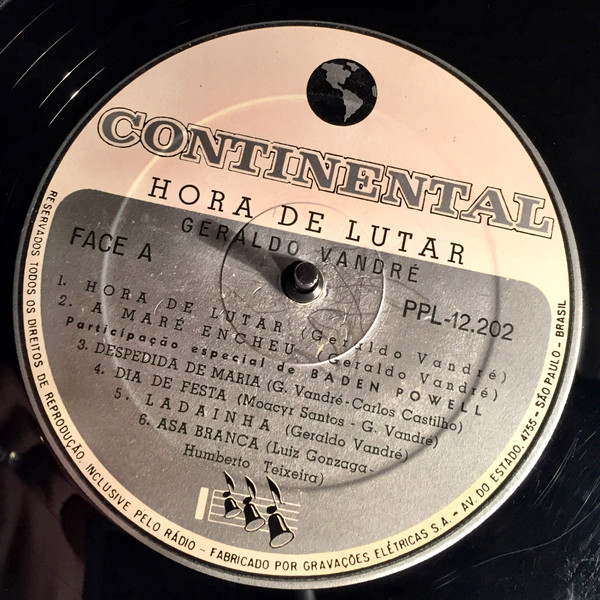 CONTINENTAL
HORA DE LUTAR
GERALDO VANDRÉ
FACE A
PPL-12.202
1. HORA DE LUTAR (Geraldo Vandré)
2. A MARÉ ENCHEU (Geraldo Vandré)
Participação especial de BADEN POWELL
3. DESPEDIDA DE MARIA (G. Vandré-Carlos Castilho)
4. DIA DE FESTA (Moacyr Santos - G. Vandré)
5. LADAINHA (Geraldo Vandré)
6. ASA BRANCA (Luiz Gonzaga-
Humberto Teixeira)
RESERVADOS TODOS OS DIREITOS DE REPRODUÇÃO, INCLUSIVE PELO RÁDIO - FABRICADO POR GRAVAÇÕES ELÉTRICAS S.A. - AV. DO ESTADO, 4755 - SÃO PAULO - BRASIL